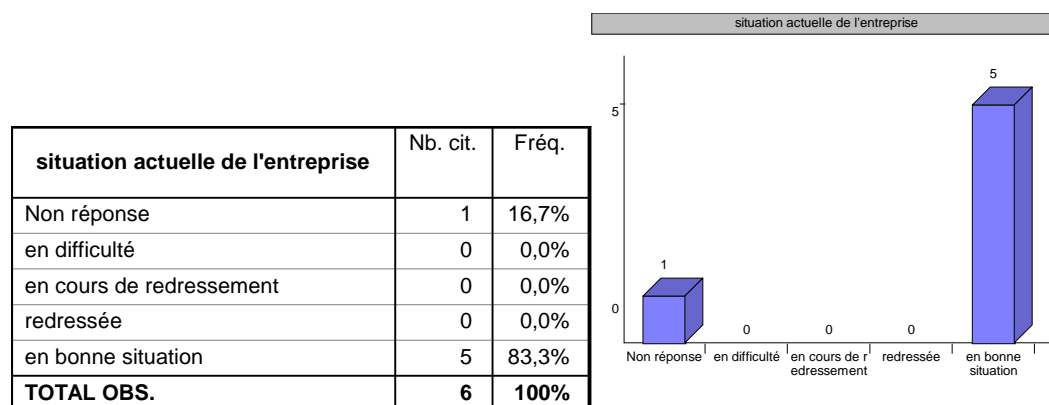 situation actuelle de l'entreprise Nb. cit. Fréq.
Non réponse 1 16,7%
en difficulté 0 0,0%
en cours de redressement 0 0,0%
redressée 0 0,0%
en bonne situation 5 83,3%
TOTAL OBS. 6 100%
situation actuelle de l'entreprise
5
5
1
0
0 0 0
Non réponse en difficulté en cours de r redressée en bonne
edressement situation